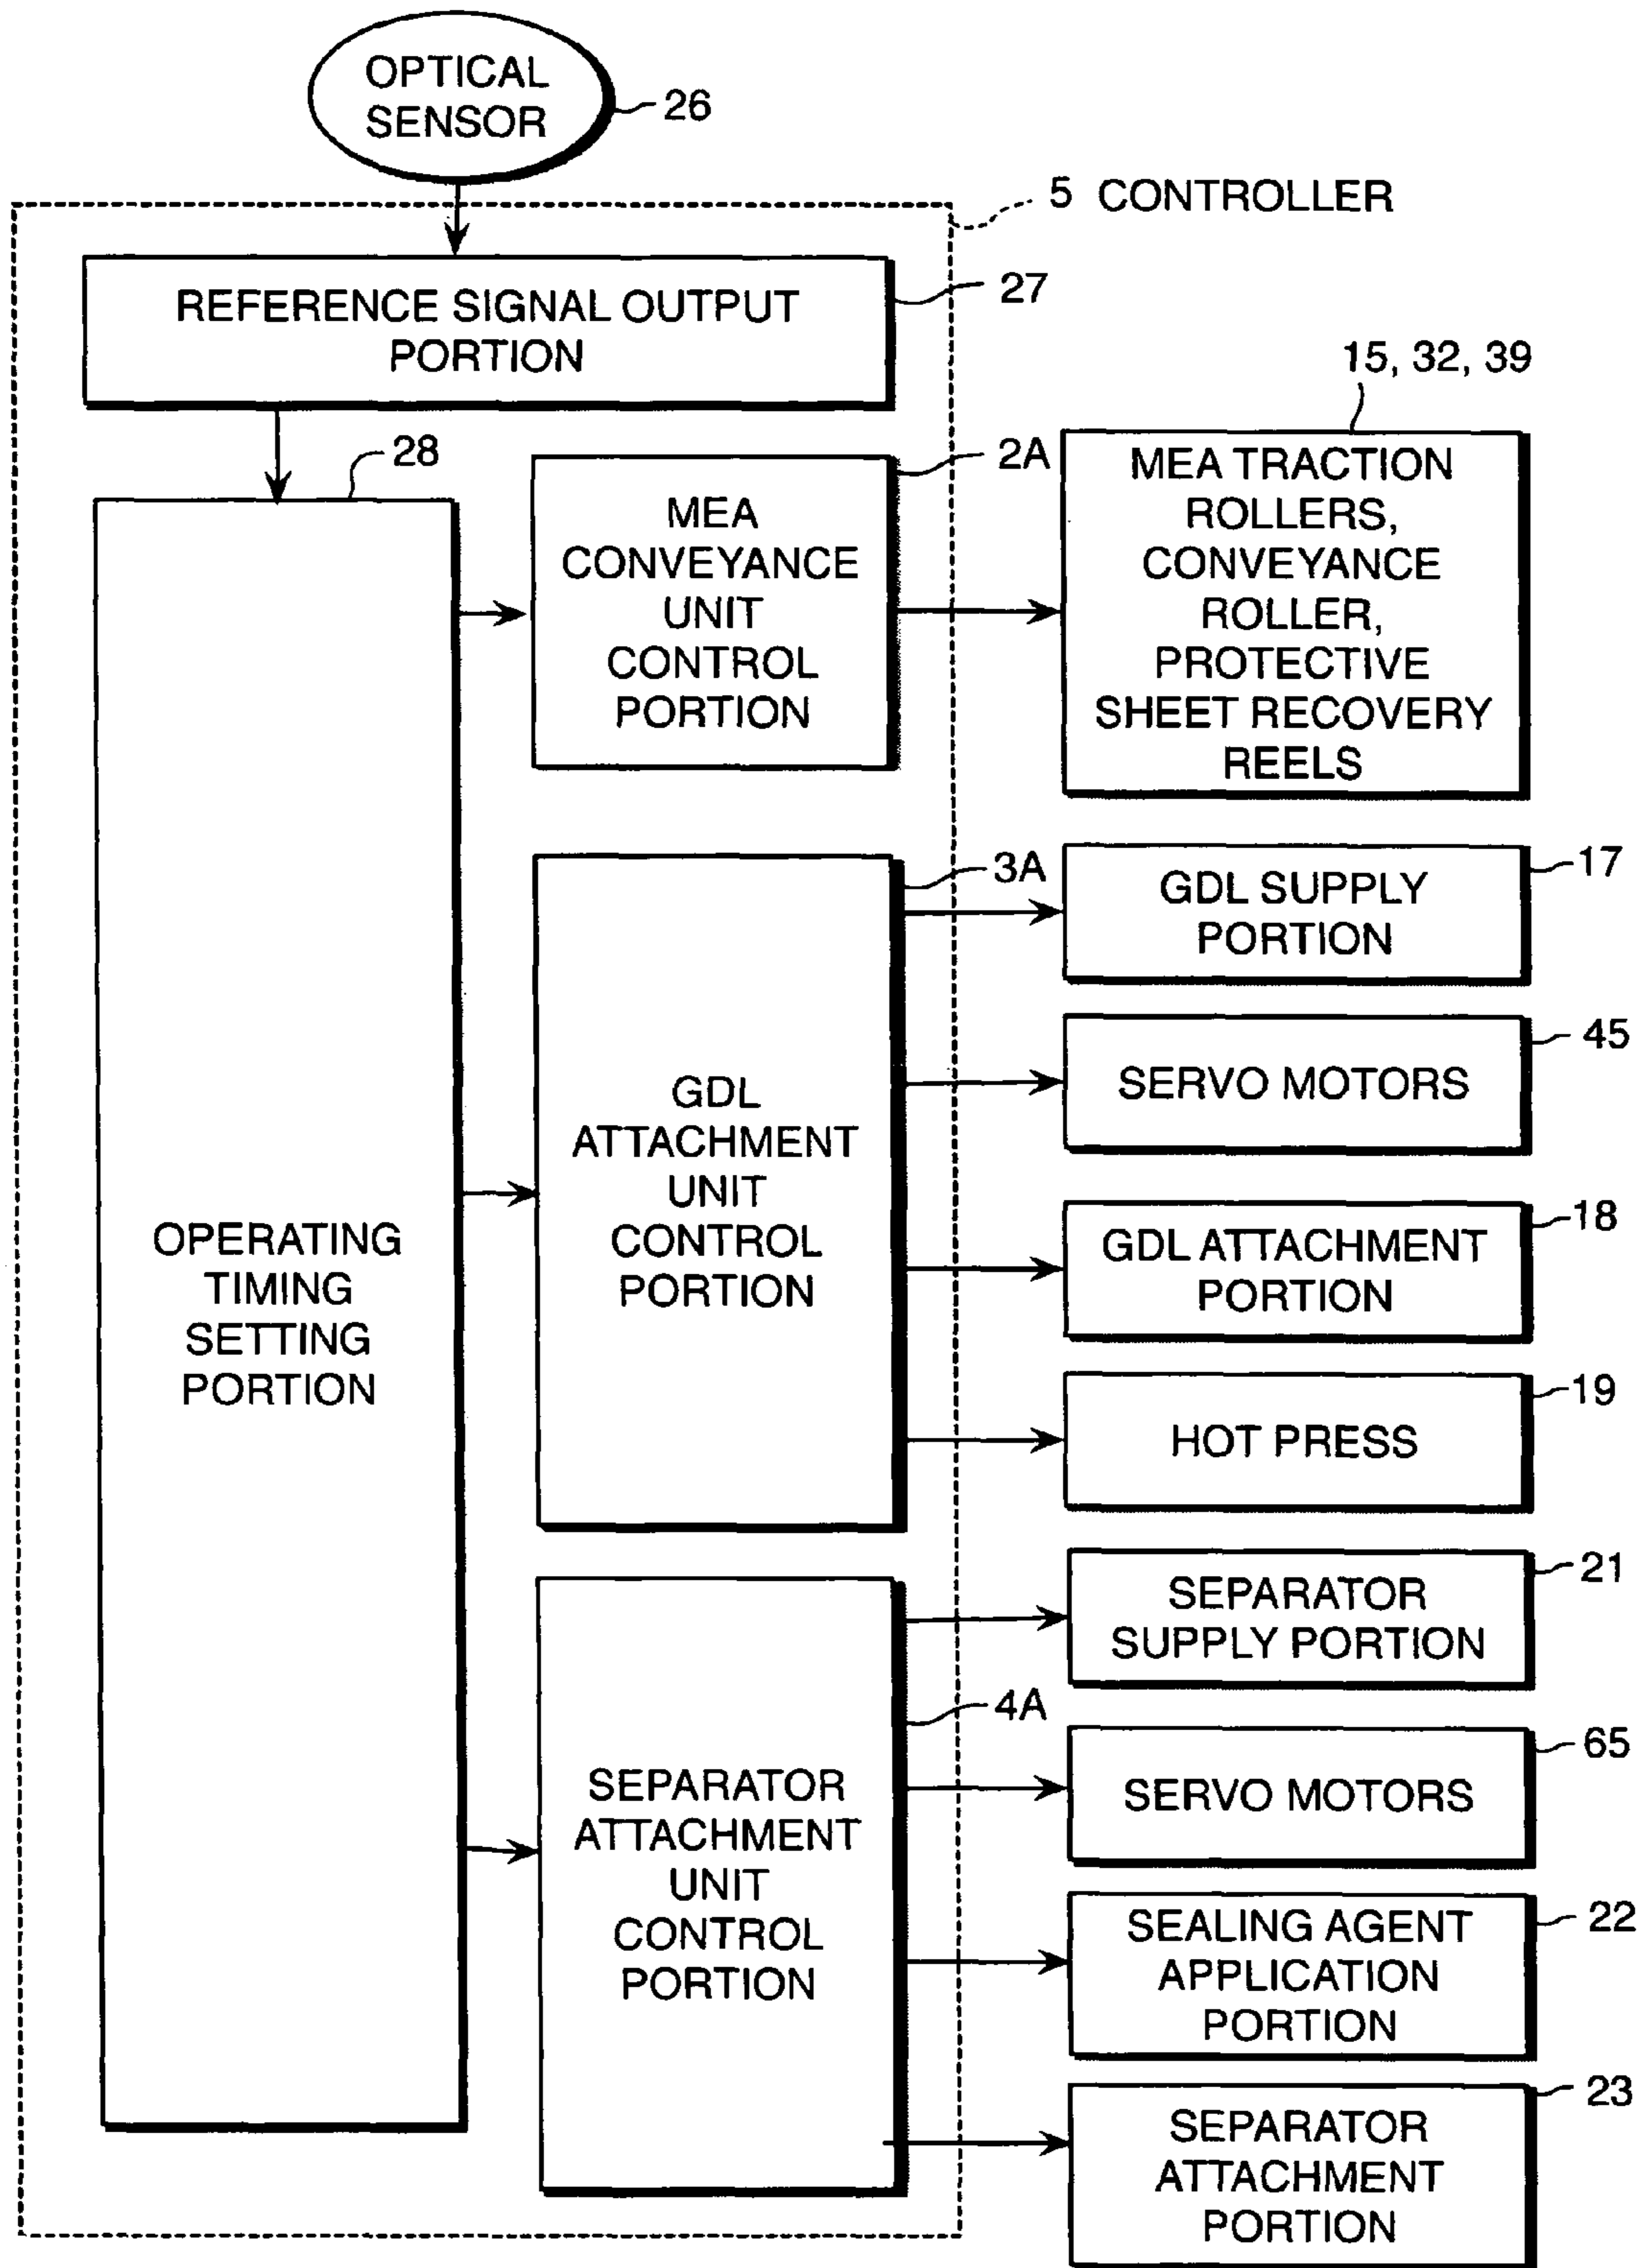 OPTICAL
SENSOR
26
5 CONTROLLER
REFERENCE SIGNAL OUTPUT
PORTION
27
15, 32, 39
28
2A
MEA
CONVEYANCE
UNIT
CONTROL
PORTION
MEA TRACTION
ROLLERS,
CONVEYANCE
ROLLER,
PROTECTIVE
SHEET RECOVERY
REELS
3A
GDL SUPPLY
PORTION
17
SERVO MOTORS
45
OPERATING
TIMING
SETTING
PORTION
GDL
ATTACHMENT
UNIT
CONTROL
PORTION
GDL ATTACHMENT
PORTION
18
HOT PRESS
19
SEPARATOR
SUPPLY PORTION
21
4A
SEPARATOR
ATTACHMENT
UNIT
CONTROL
PORTION
SERVO MOTORS
65
SEALING AGENT
APPLICATION
PORTION
22
SEPARATOR
ATTACHMENT
PORTION
23